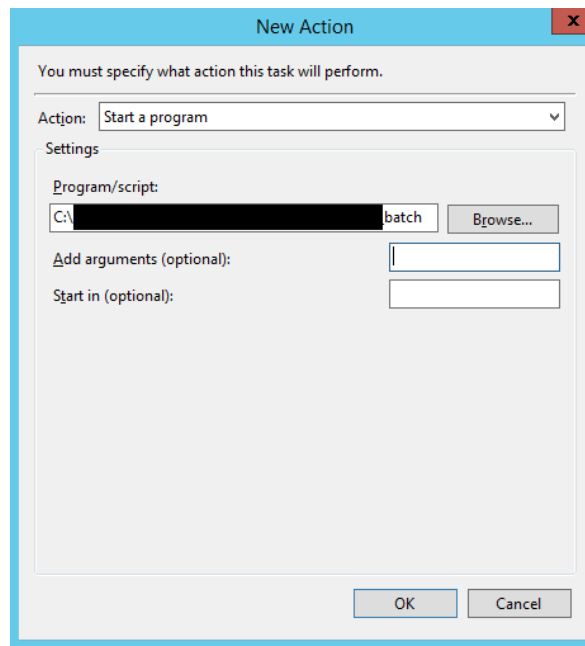 New Action
x
You must specify what action this task will perform.
Action: Start a program
Settings
Program/script:
C:\ batch Browse...
Add arguments (optional):
Start in (optional):
OK Cancel